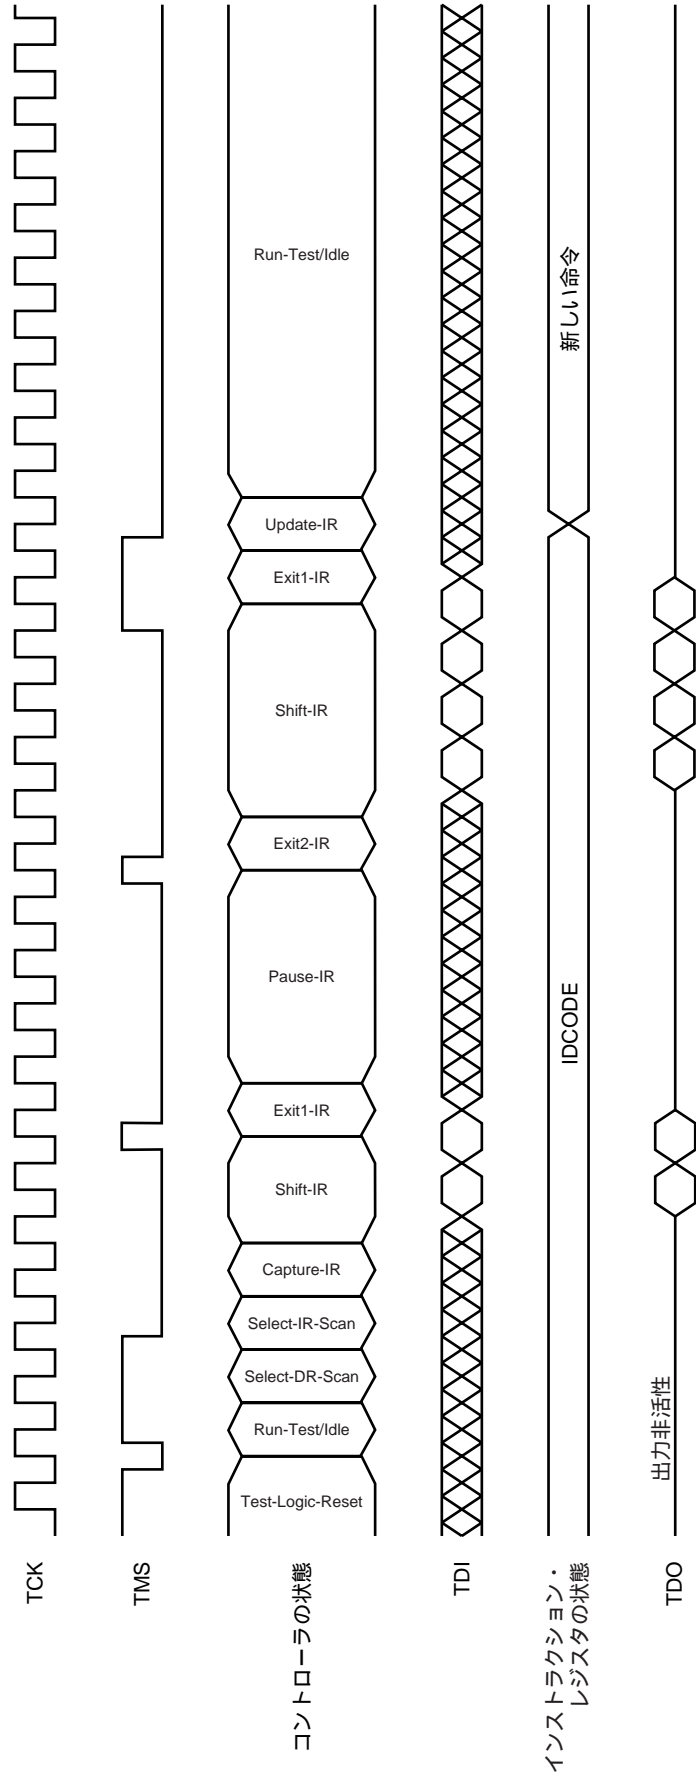 TCK
TMS
コントローラの状態
Test-Logic-Reset
Run-Test/Idle
Select-DR-Scan
Select-IR-Scan
Capture-IR
Shift-IR
Exit1-IR
Pause-IR
Exit2-IR
Shift-IR
Exit1-IR
Update-IR
Run-Test/Idle
TDI
インストラクション・
レジスタの状態
IDCODE
新しい命令
TDO
出力非活性